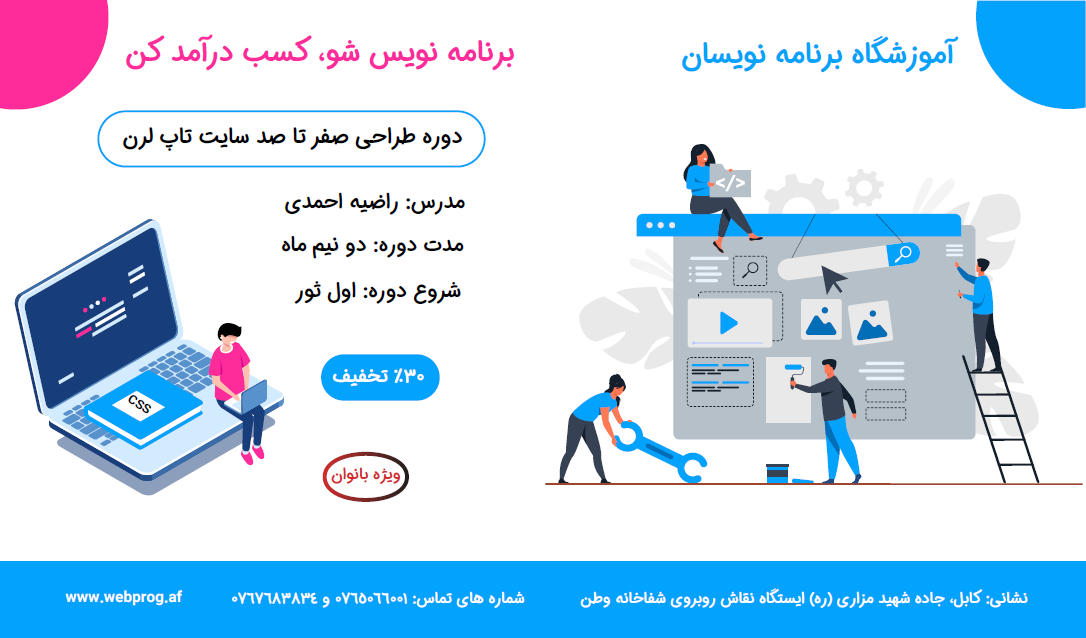 آموزشگاه برنامه نویسان
برنامه نویس شو، کسب درآمد کن
دوره طراحی صفر تا صد سایت تاپ لرن
مدرس: راضیه احمدی
مدت دوره: دو نیم ماه
شروع دوره: اول ثور
</>
CSS
۳۰٪ تخفیف
ویژه بانوان
نشانی: کابل، جاده شهید مزاری (ره) ایستگاه نقاش روبروی شفاخانه وطن
شماره های تماس: ٠٧٦٥٠٦٦٠٠١ و ٠٧٦٧٦٨٣٨٣٤
www.webprog.af